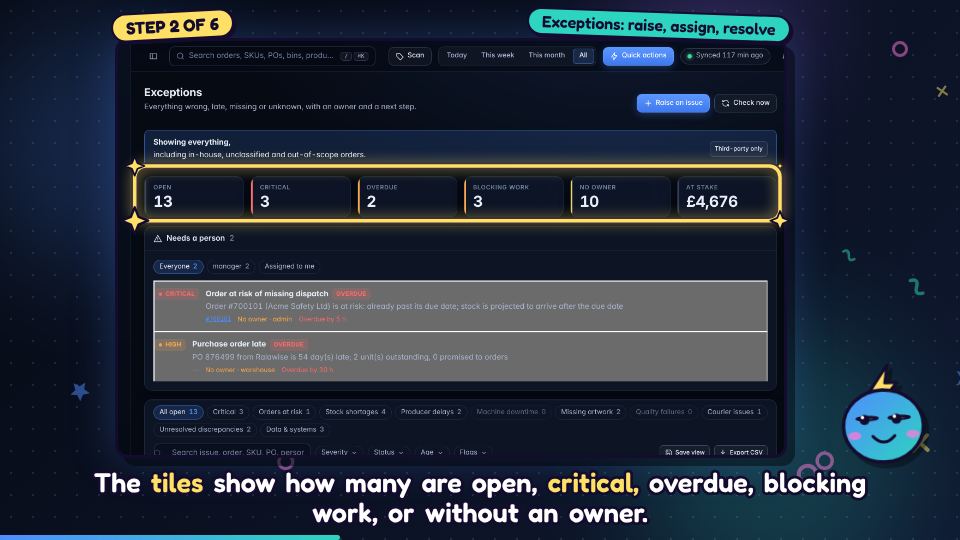 STEP 2 OF 6
Exceptions: raise, assign, resolve
Search orders, SKUs, POs, bins, produ... / ⌘K
Scan
Today This week This month All
Quick actions
Synced 117 min ago
Exceptions
Everything wrong, late, missing or unknown, with an owner and a next step.
+ Raise an issue
Check now
Showing everything,
including in-house, unclassified and out-of-scope orders.
Third-party only
OPEN
13
CRITICAL
3
OVERDUE
2
BLOCKING WORK
3
NO OWNER
10
AT STAKE
£4,676
Needs a person 2
Everyone 2 manager 2 Assigned to me
CRITICAL Order at risk of missing dispatch OVERDUE
Order #700101 (Acme Safety Ltd) is at risk: already past its due date; stock is projected to arrive after the due date
#700101 · No owner · admin · Overdue by 5 h
HIGH Purchase order late OVERDUE
PO 876499 from Ralawise is 54 day(s) late; 2 unit(s) outstanding, 0 promised to orders
— · No owner · warehouse · Overdue by 30 h
All open 13 Critical 3 Orders at risk 1 Stock shortages 4 Producer delays 2 Machine downtime 0 Missing artwork 2 Quality failures 0 Courier issues 1
Unresolved discrepancies 2 Data & systems 3
Search issue, order, SKU, PO, person Severity Status Age Flags Save view Export CSV
The tiles show how many are open, critical, overdue, blocking
work, or without an owner.